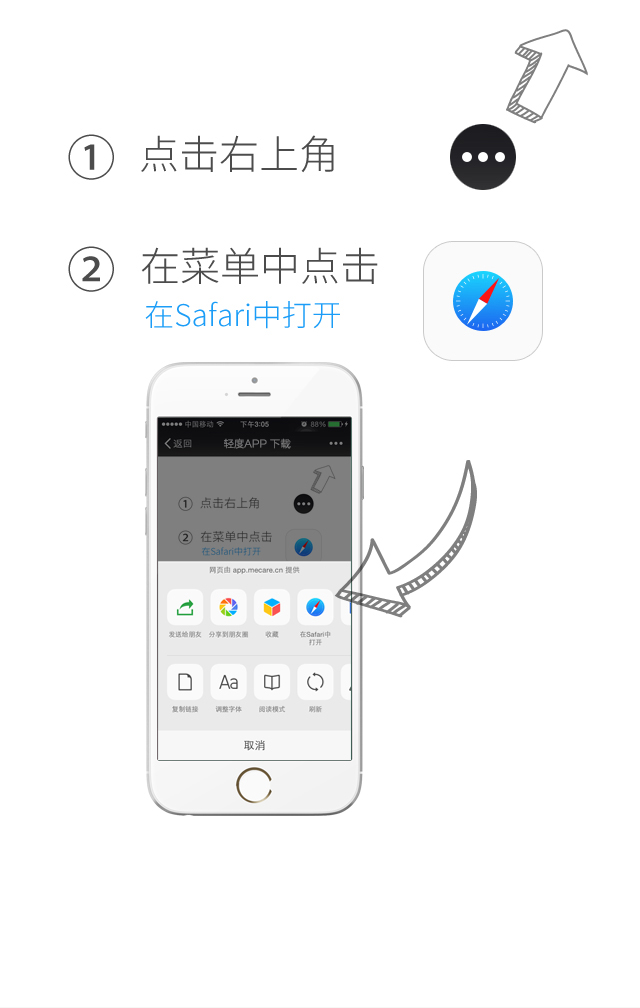 ① 点击右上角
② 在菜单中点击
在Safari中打开
中国移动 下午3:05 88%
返回 轻度APP 下载
① 点击右上角
② 在菜单中点击
在Safari中打开
网页由 app.mecare.cn 提供
发送给朋友 分享到朋友圈 收藏 在Safari中
打开
Aa
复制链接 调整字体 阅读模式 刷新
取消